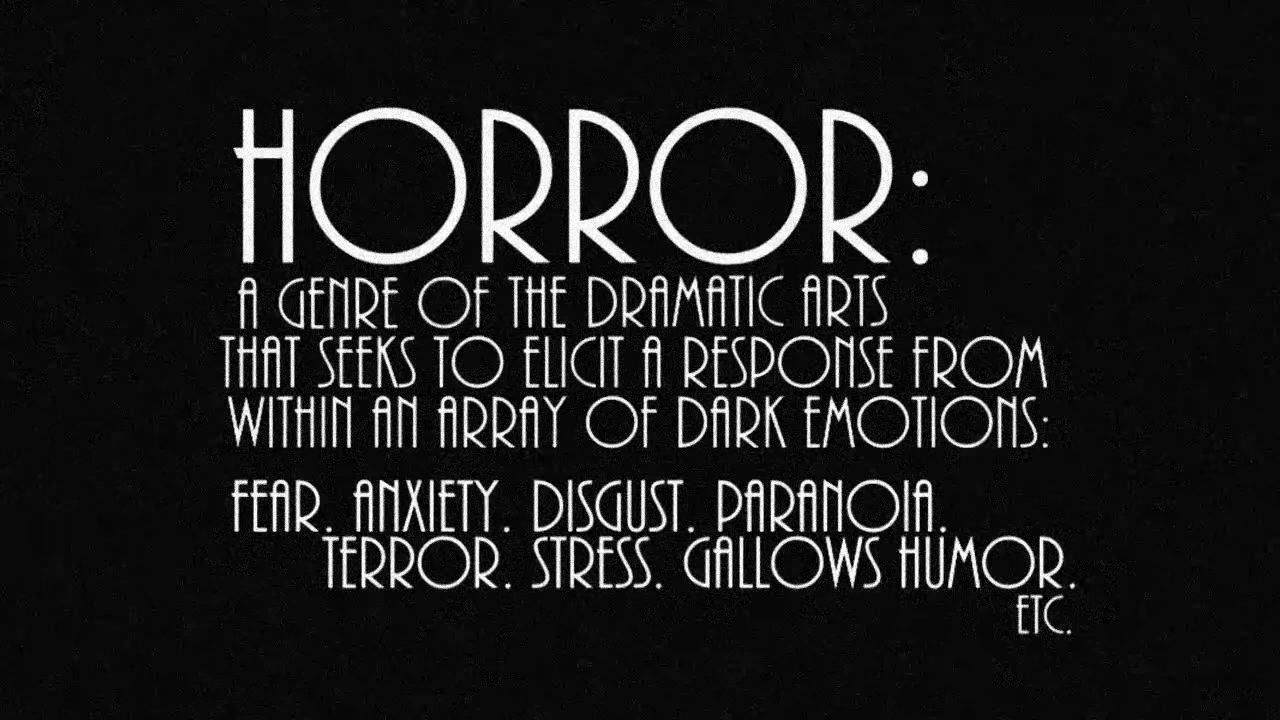 HORROR:
A GENRE OF THE DRAMATIC ARTS
THAT SEEKS TO ELICIT A RESPONSE FROM
WITHIN AN ARRAY OF DARK EMOTIONS:
FEAR. ANXIETY. DISGUST. PARANOIA.
TERROR. STRESS. GALLOWS HUMOR.
ETC.